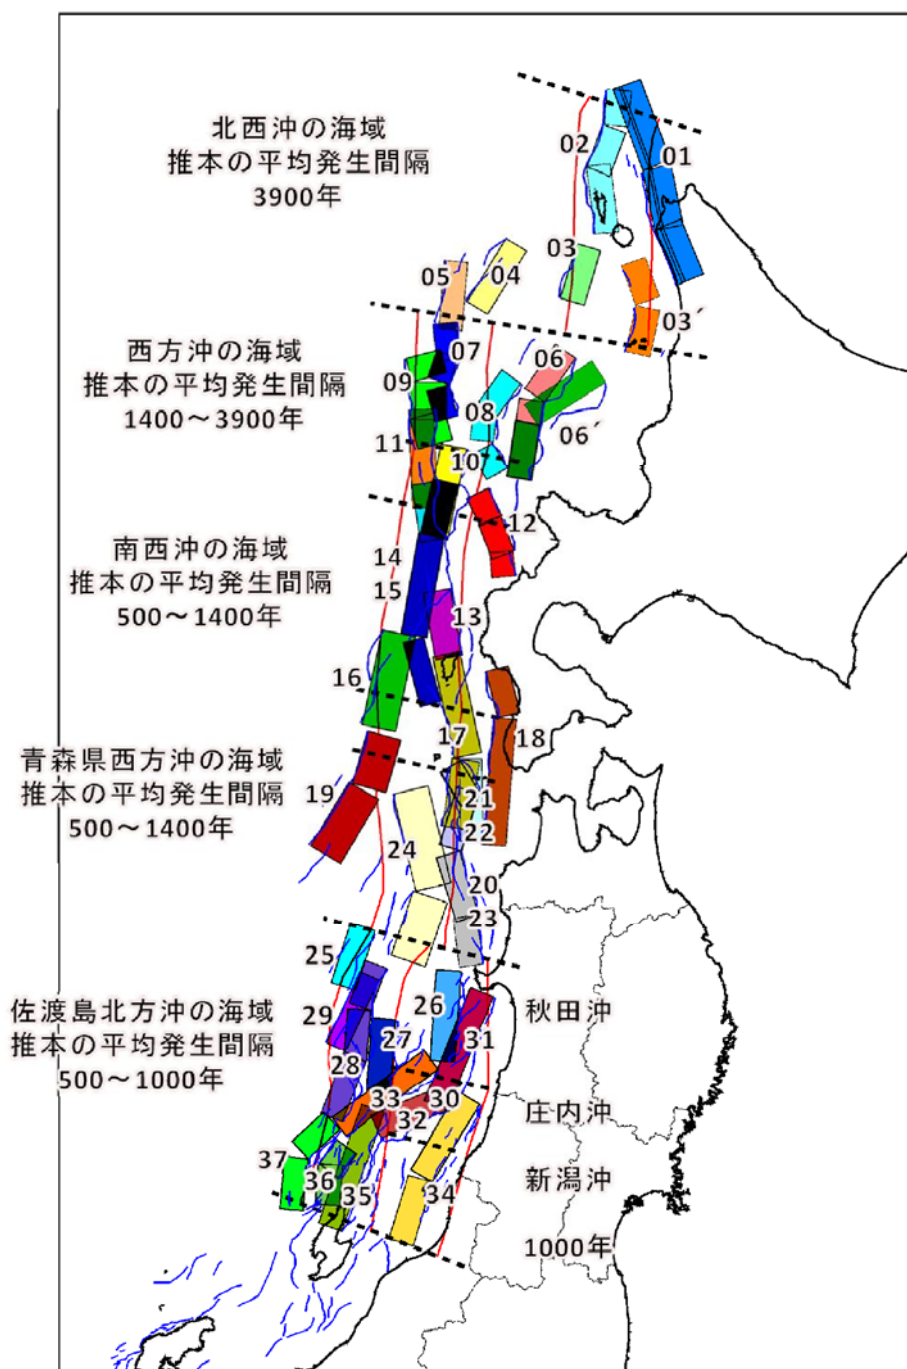 北西沖の海域
推本の平均発生間隔
3900年
02
01
03
04
05
03´
西方沖の海域
推本の平均発生間隔
1400～3900年
07
06
09
08
06´
11
10
12
南西沖の海域
推本の平均発生間隔
500～1400年
14
15
13
16
17
18
青森県西方沖の海域
推本の平均発生間隔
500～1400年
19
21
22
24
20
23
25
佐渡島北方沖の海域
推本の平均発生間隔
500～1000年
29
26
27
31
28
33
30
32
37
36
35
34
秋田沖
庄内沖
新潟沖
1000年